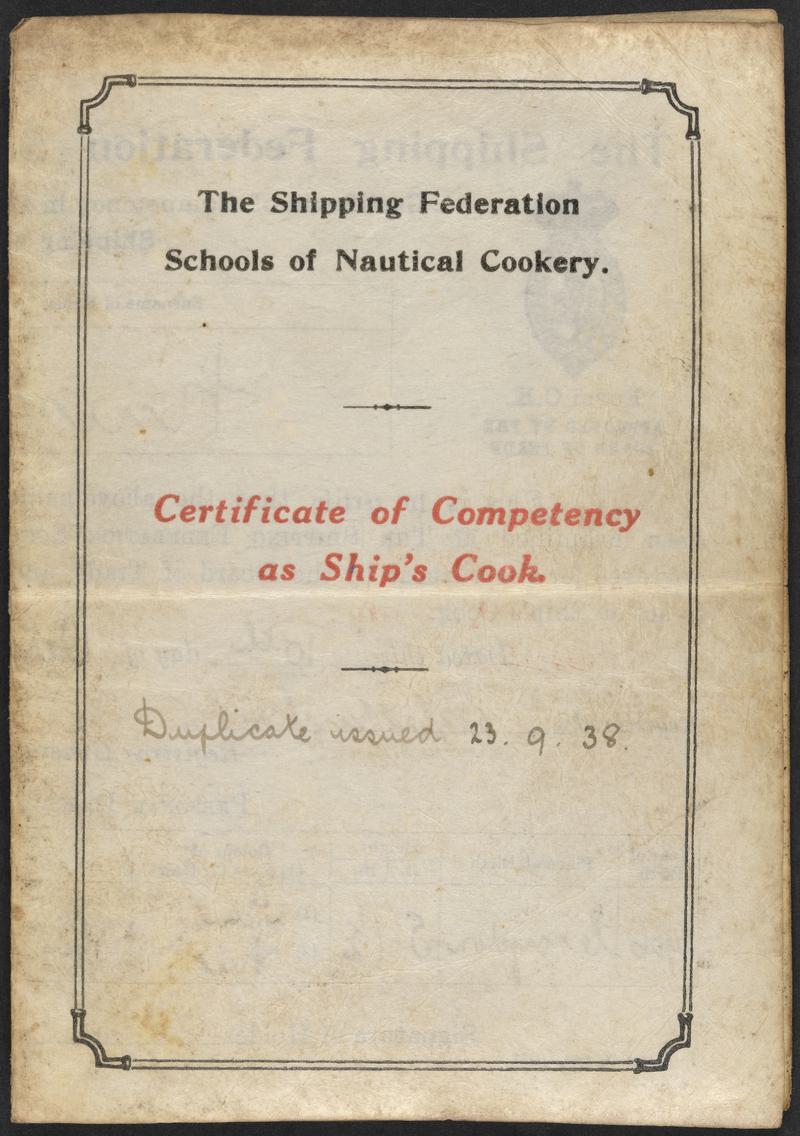 The Shipping Federation
Schools of Nautical Cookery.
Certificate of Competency
as Ship's Cook.
Duplicate issued 23. 9. 38.